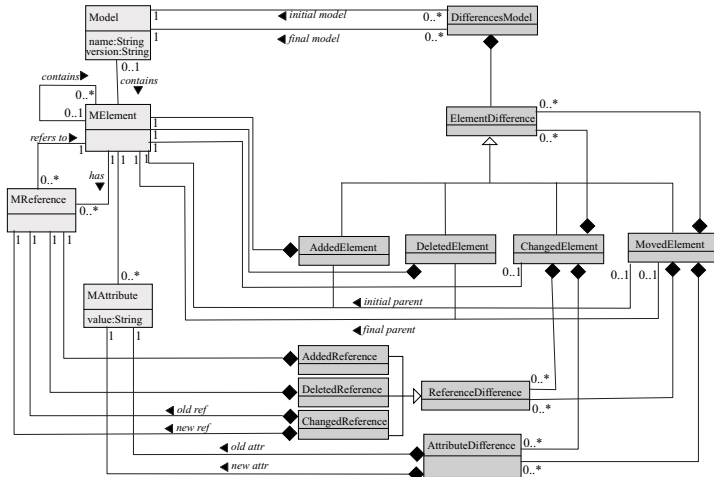 Model
1
◀ initial model
0..*
DifferencesModel
name:String
version:String
1
◀ final model
0..*
0..1
contains ▶
contains
▼
0..*
0..1
MElement
1
1
1
ElementDifference
0..*
0..*
refers to ▶
1
1
1
1
1
1
has
▼
0..*
0..*
MReference
1
1
1
1
AddedElement
DeletedElement
ChangedElement
MovedElement
0..1
0..1
0..1
0..*
MAttribute
value:String
1
1
◀ initial parent
◀ final parent
AddedReference
DeletedReference
ChangedReference
ReferenceDifference
0..*
0..*
◀ old ref
◀ new ref
◀ old attr
◀ new attr
AttributeDifference
0..*
0..*